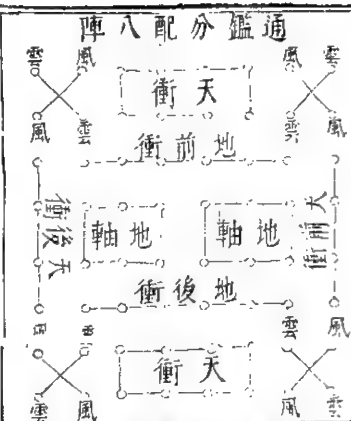 通鑑分配八陣
雲 風 天衝 風 雲
風 雲 雲 風
地前衝
天前衝
地軸 地軸
天後衝
地後衝
風 雲
天衝
雲 風 風 雲